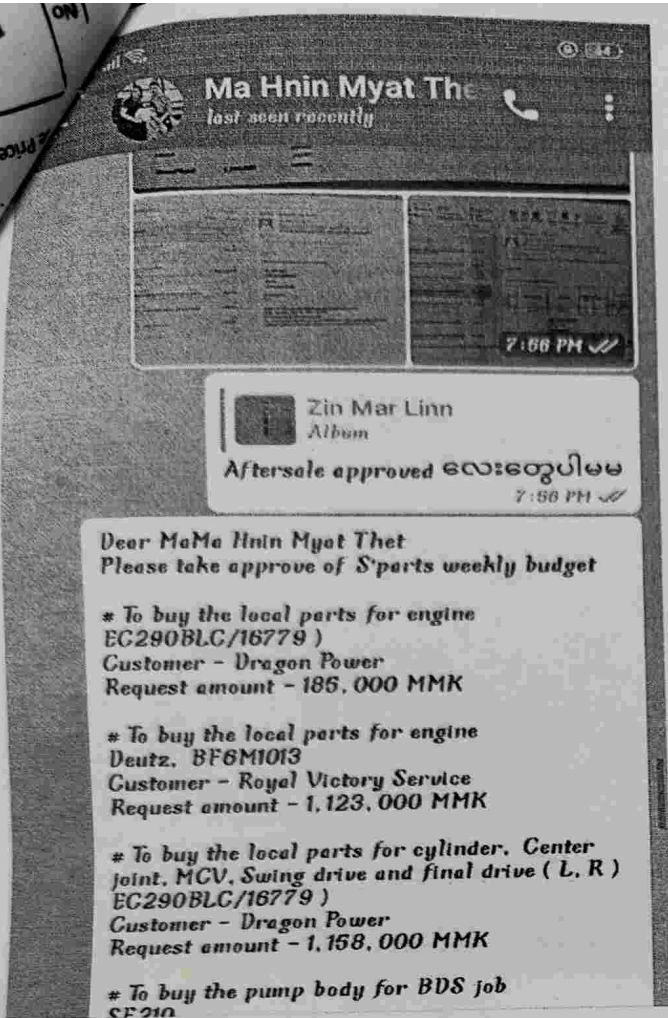 No
Price
44
Ma Hnin Myat The
last seen recently
7:56 PM
Zin Mar Linn
Album
Aftersale approved လေးတွေပါမမ
7:56 PM
Dear MaMa Hnin Myat Thet
Please take approve of S'parts weekly budget
# To buy the local parts for engine
EC290BLC/16779 )
Customer - Dragon Power
Request amount - 185,000 MMK
# To buy the local parts for engine
Deutz, BF6M1013
Customer - Royal Victory Service
Request amount - 1,123,000 MMK
# To buy the local parts for cylinder, Center
joint, MCV, Swing drive and final drive ( L, R )
EC290BLC/16779 )
Customer - Dragon Power
Request amount - 1,158,000 MMK
# To buy the pump body for BDS job